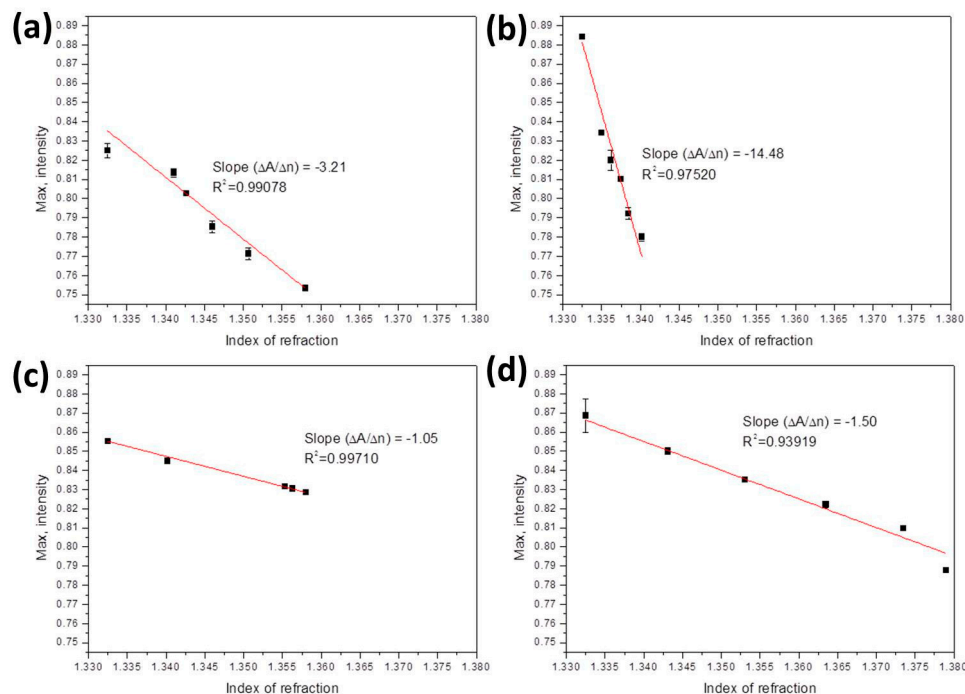 (a)
0.89
0.88
0.87
0.86
0.85
0.84
0.83
0.82
0.81
0.80
0.79
0.78
0.77
0.76
0.75
Max, intensity
Slope (ΔA/Δn) = -3.21
R²=0.99078
1.330 1.335 1.340 1.345 1.350 1.355 1.360 1.365 1.370 1.375 1.380
Index of refraction
(b)
0.89
0.88
0.87
0.86
0.85
0.84
0.83
0.82
0.81
0.80
0.79
0.78
0.77
0.76
0.75
Max, intensity
Slope (ΔA/Δn) = -14.48
R²=0.97520
1.330 1.335 1.340 1.345 1.350 1.355 1.360 1.365 1.370 1.375 1.380
Index of refraction
(c)
0.89
0.88
0.87
0.86
0.85
0.84
0.83
0.82
0.81
0.80
0.79
0.78
0.77
0.76
0.75
Max, intensity
Slope (ΔA/Δn) = -1.05
R²=0.99710
1.330 1.335 1.340 1.345 1.350 1.355 1.360 1.365 1.370 1.375 1.380
Index of refraction
(d)
0.89
0.88
0.87
0.86
0.85
0.84
0.83
0.82
0.81
0.80
0.79
0.78
0.77
0.76
0.75
Max, intensity
Slope (ΔA/Δn) = -1.50
R²=0.93919
1.330 1.335 1.340 1.345 1.350 1.355 1.360 1.365 1.370 1.375 1.380
Index of refraction